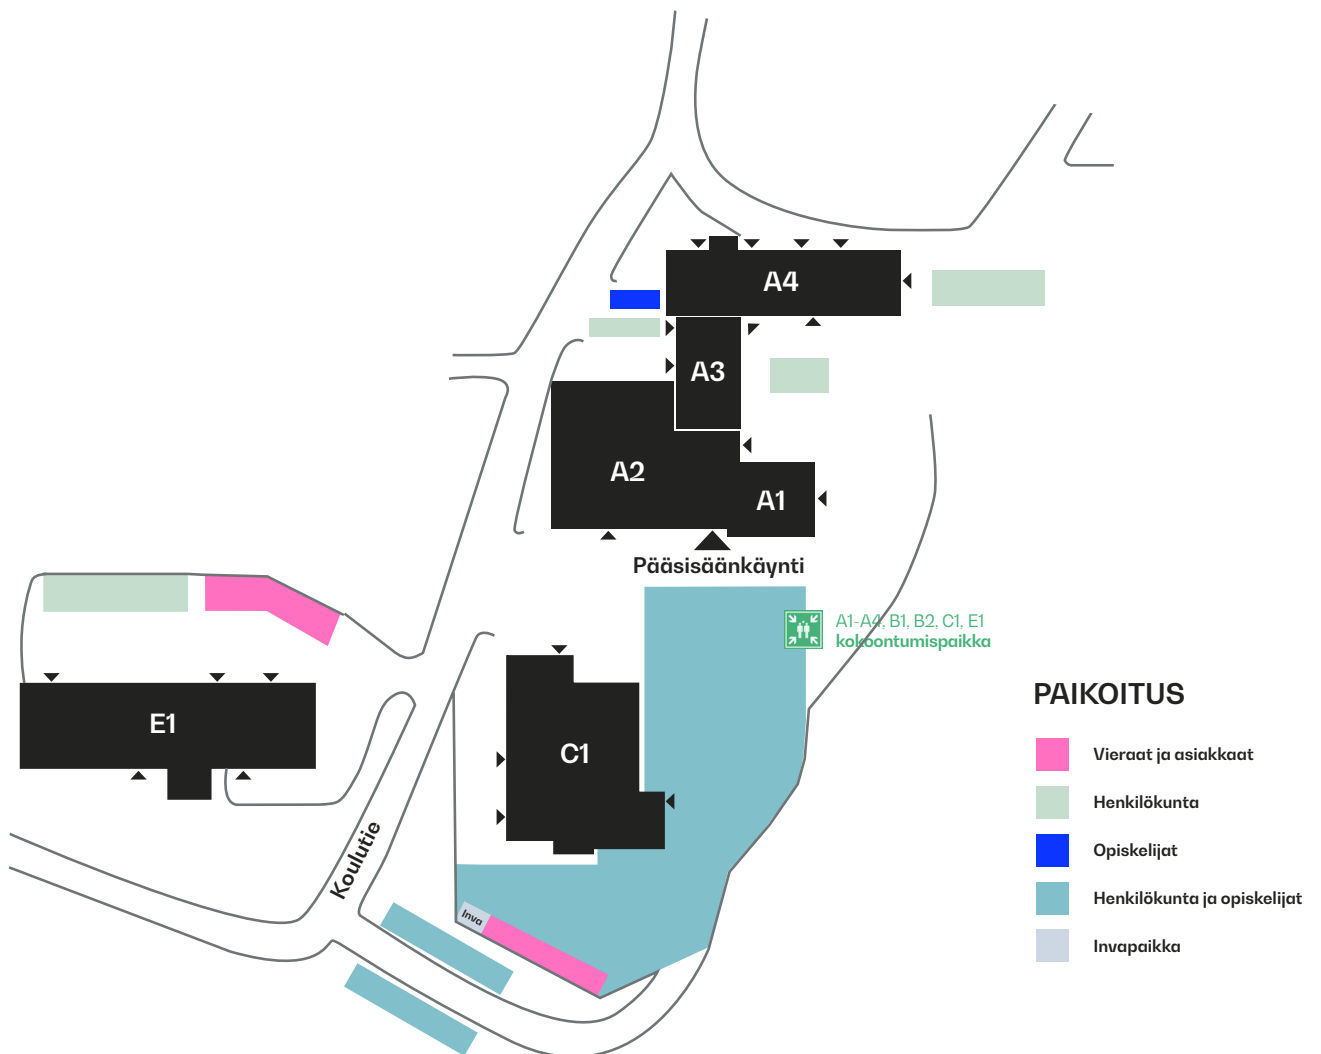 A4
A3
A2
A1
Pääsisäänkäynti
A1-A4, B1, B2, C1, E1
kokoontumispaikka
E1
C1
Koulutie
Inva
PAIKOITUS
Vieraat ja asiakkaat
Henkilökunta
Opiskelijat
Henkilökunta ja opiskelijat
Invapaikka